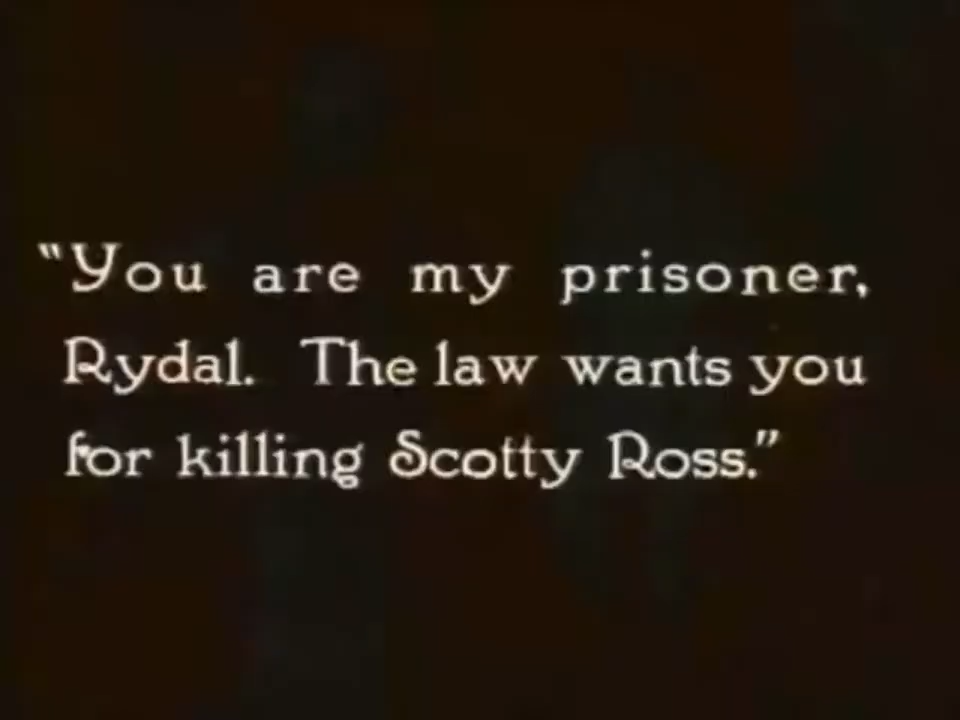 "You are my prisoner,
Rydal. The law wants you
for killing Scotty Ross."